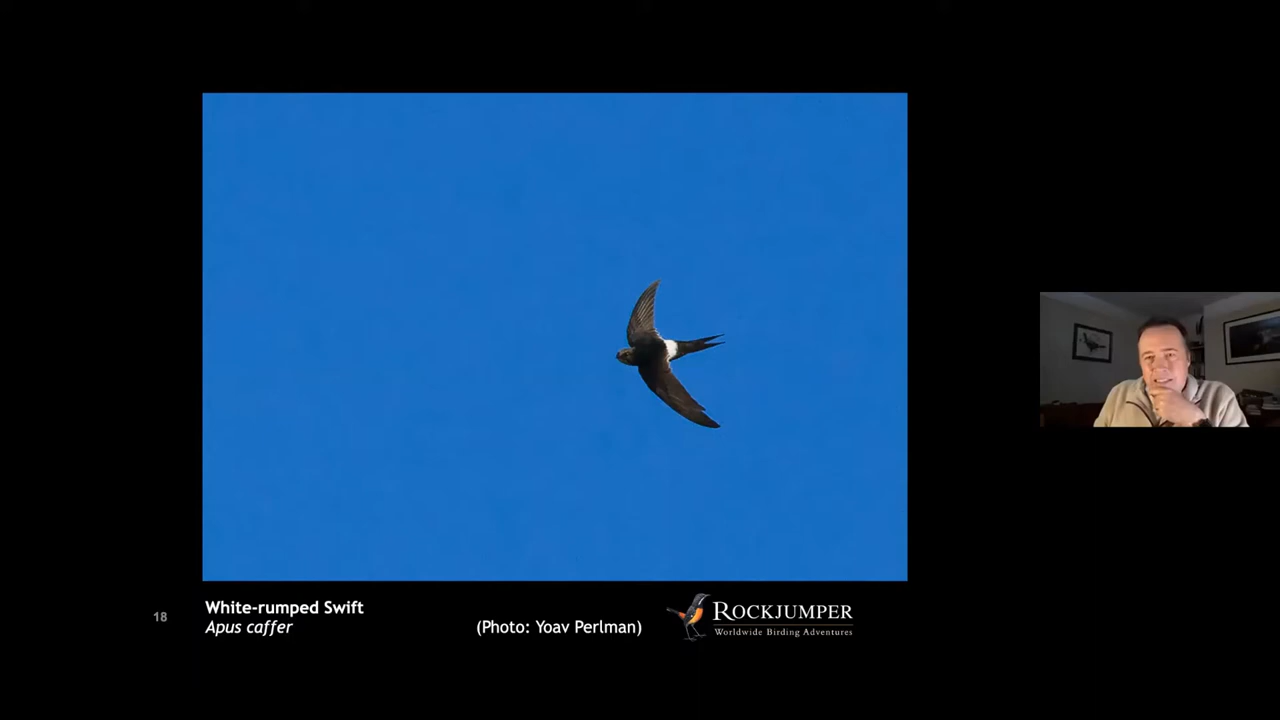 18
White-rumped Swift
Apus caffer
(Photo: Yoav Perlman)
ROCKJUMPER
Worldwide Birding Adventures